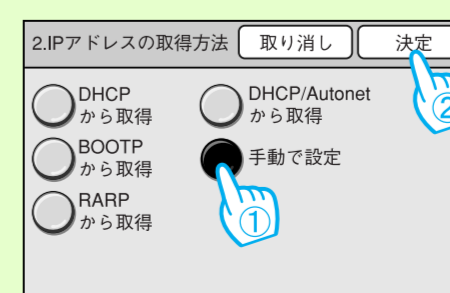 2.IPアドレスの取得方法 取り消し 決定
DHCP
から取得
DHCP/Autonet
から取得
BOOTP
から取得
手動で設定
RARP
から取得
①
②